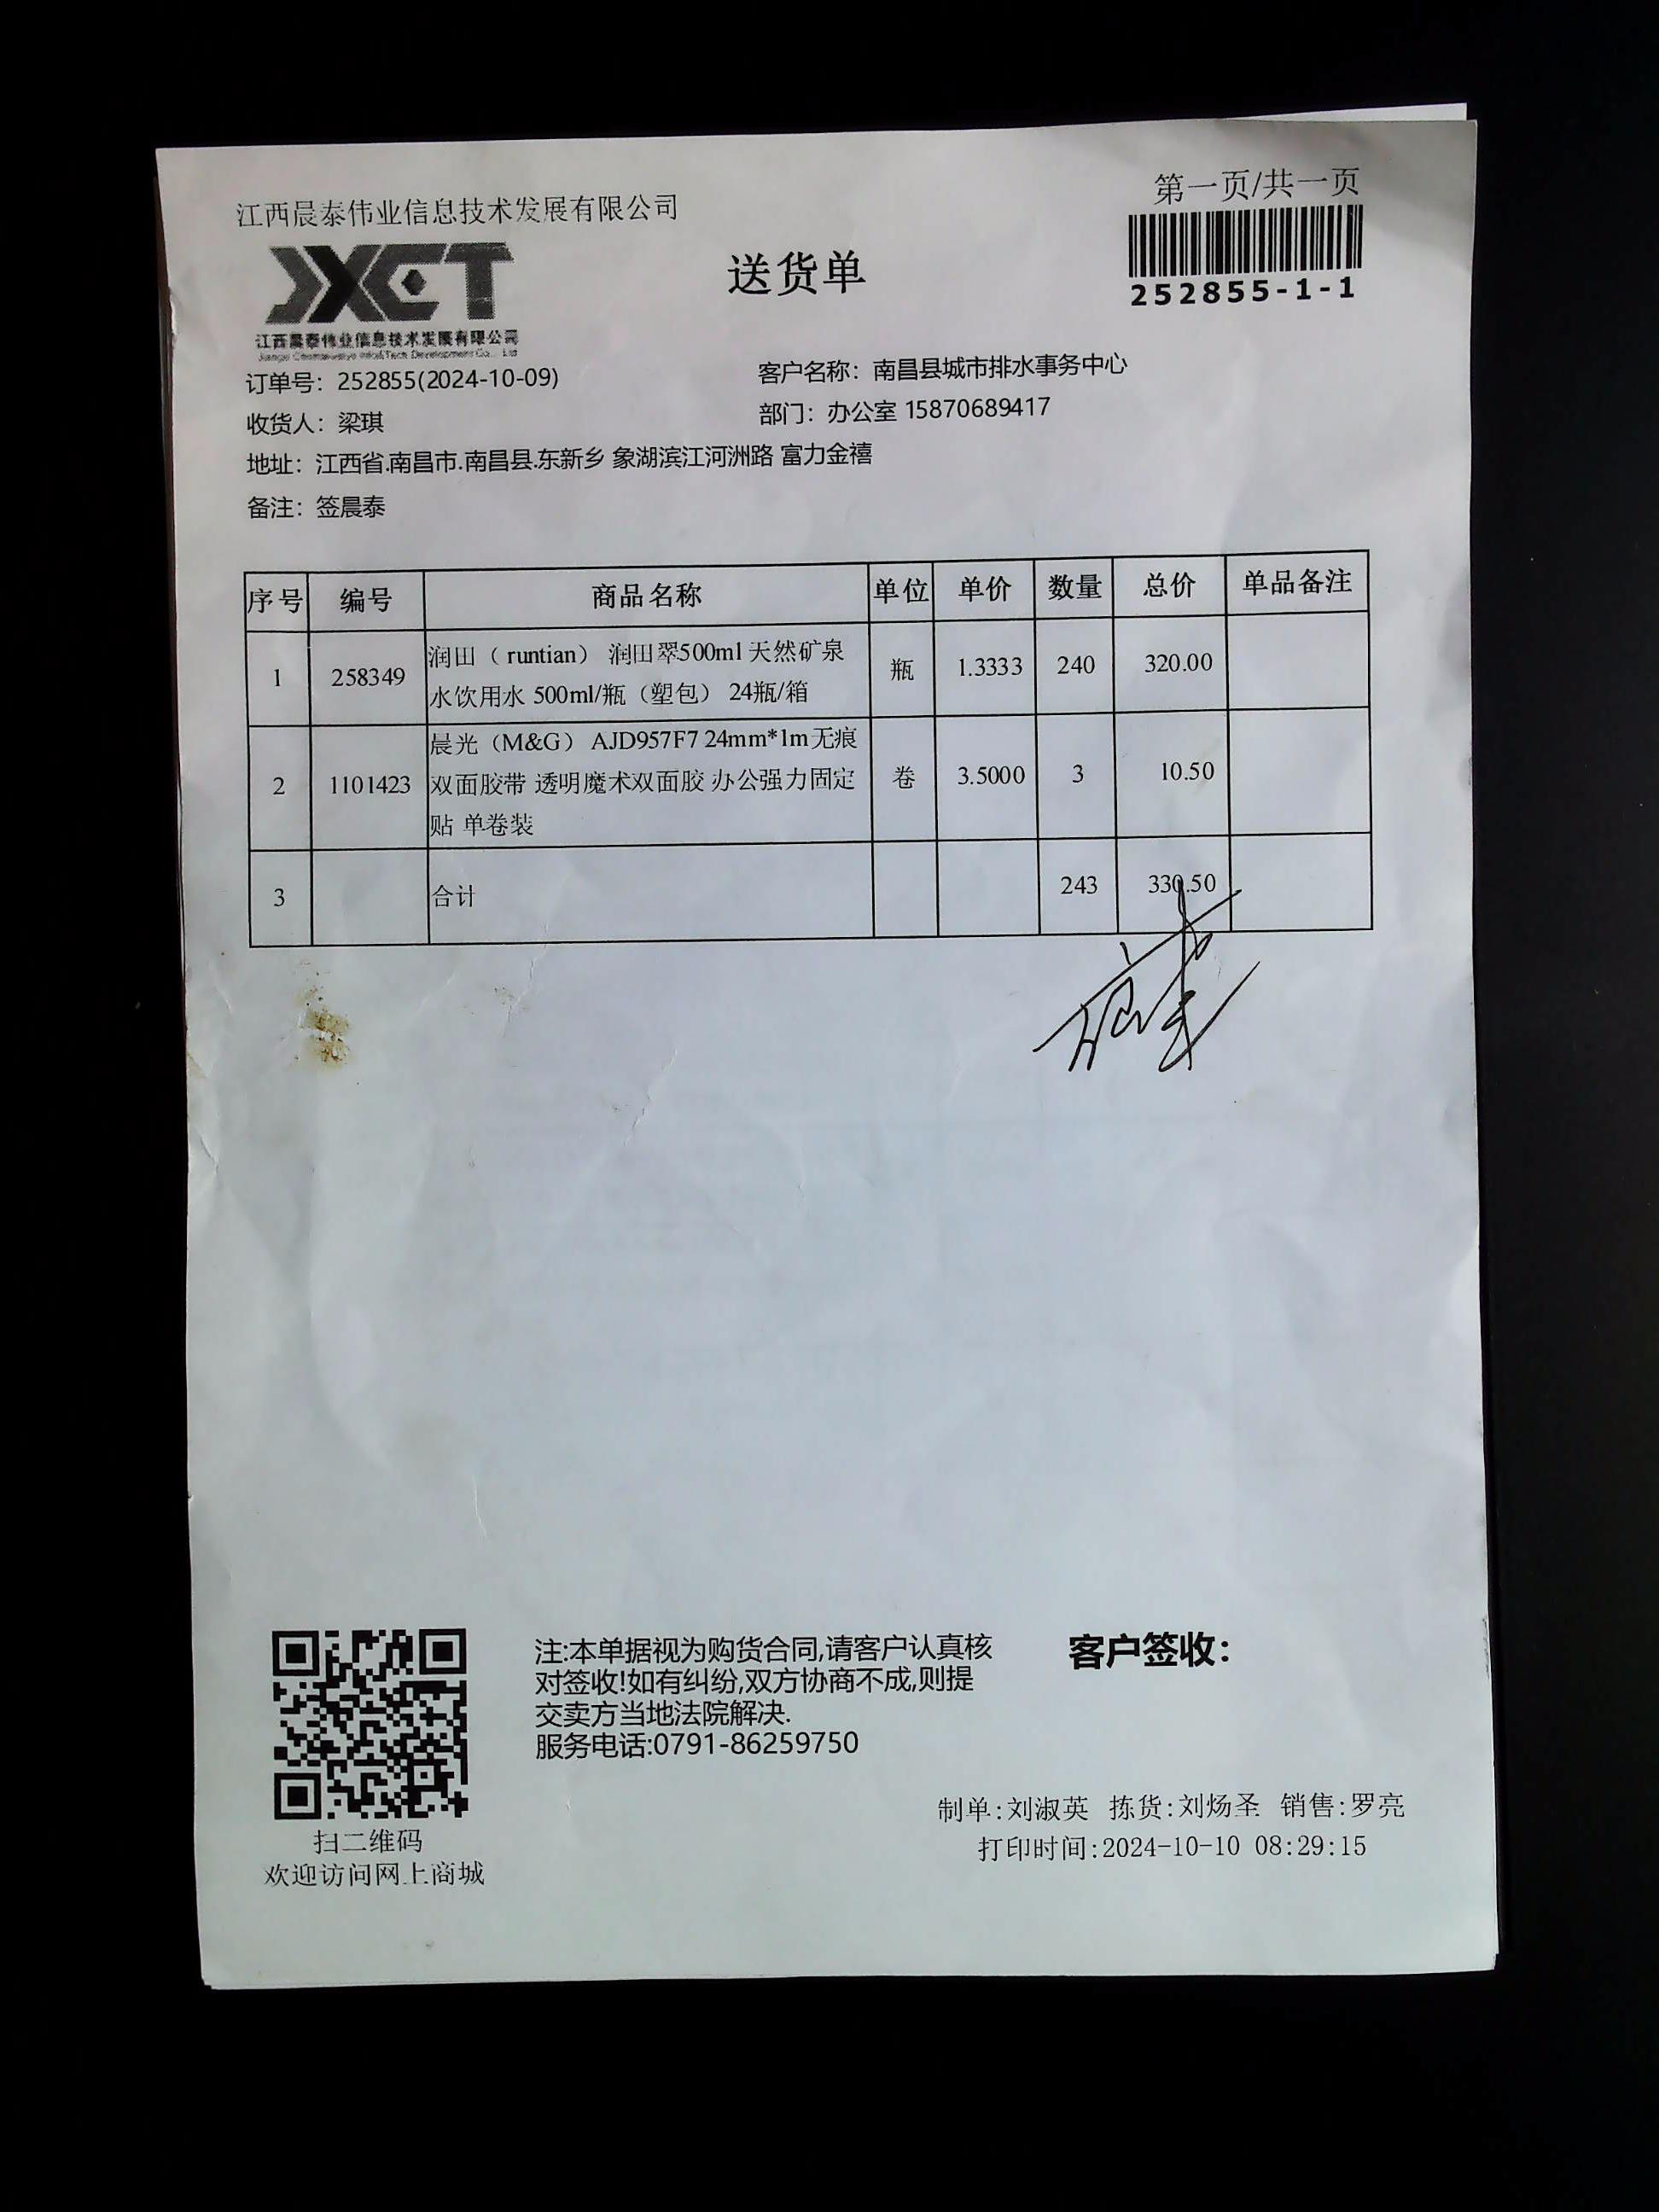 江西晨泰伟业信息技术发展有限公司
第一页/共一页
JXCT
江西晨泰伟业信息技术发展有限公司
送货单
252855-1-1
订单号：252855(2024-10-09)
客户名称：南昌县城市排水事务中心
收货人：梁琪
部门：办公室 15870689417
地址：江西省.南昌市.南昌县.东新乡 象湖滨江河洲路 富力金禧
备注：签晨泰
序号 编号 商品名称 单位 单价 数量 总价 单品备注
1 258349 润田（runtian） 润田翠500ml 天然矿泉
水饮用水 500ml/瓶（塑包） 24瓶/箱 瓶 1.3333 240 320.00
2 1101423 晨光（M&G） AJD957F7 24mm*1m无痕
双面胶带 透明魔术双面胶 办公强力固定
贴 单卷装 卷 3.5000 3 10.50
3 合计 243 330.50
注:本单据视为购货合同,请客户认真核
对签收!如有纠纷,双方协商不成,则提
交卖方当地法院解决.
服务电话:0791-86259750
客户签收：
扫二维码
欢迎访问网上商城
制单:刘淑英 拣货:刘炀圣 销售:罗亮
打印时间:2024-10-10 08:29:15